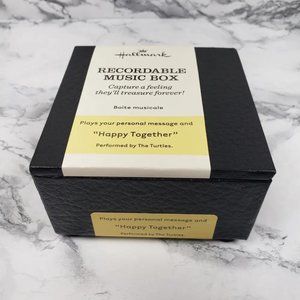 Hallmark
RECORDABLE
MUSIC BOX
Capture a feeling
they'll treasure forever!
Boîte musicale
Plays your personal message and
"Happy Together"
Performed by The Turtles.
Plays your personal message and
"Happy Together"
Performed by The Turtles.